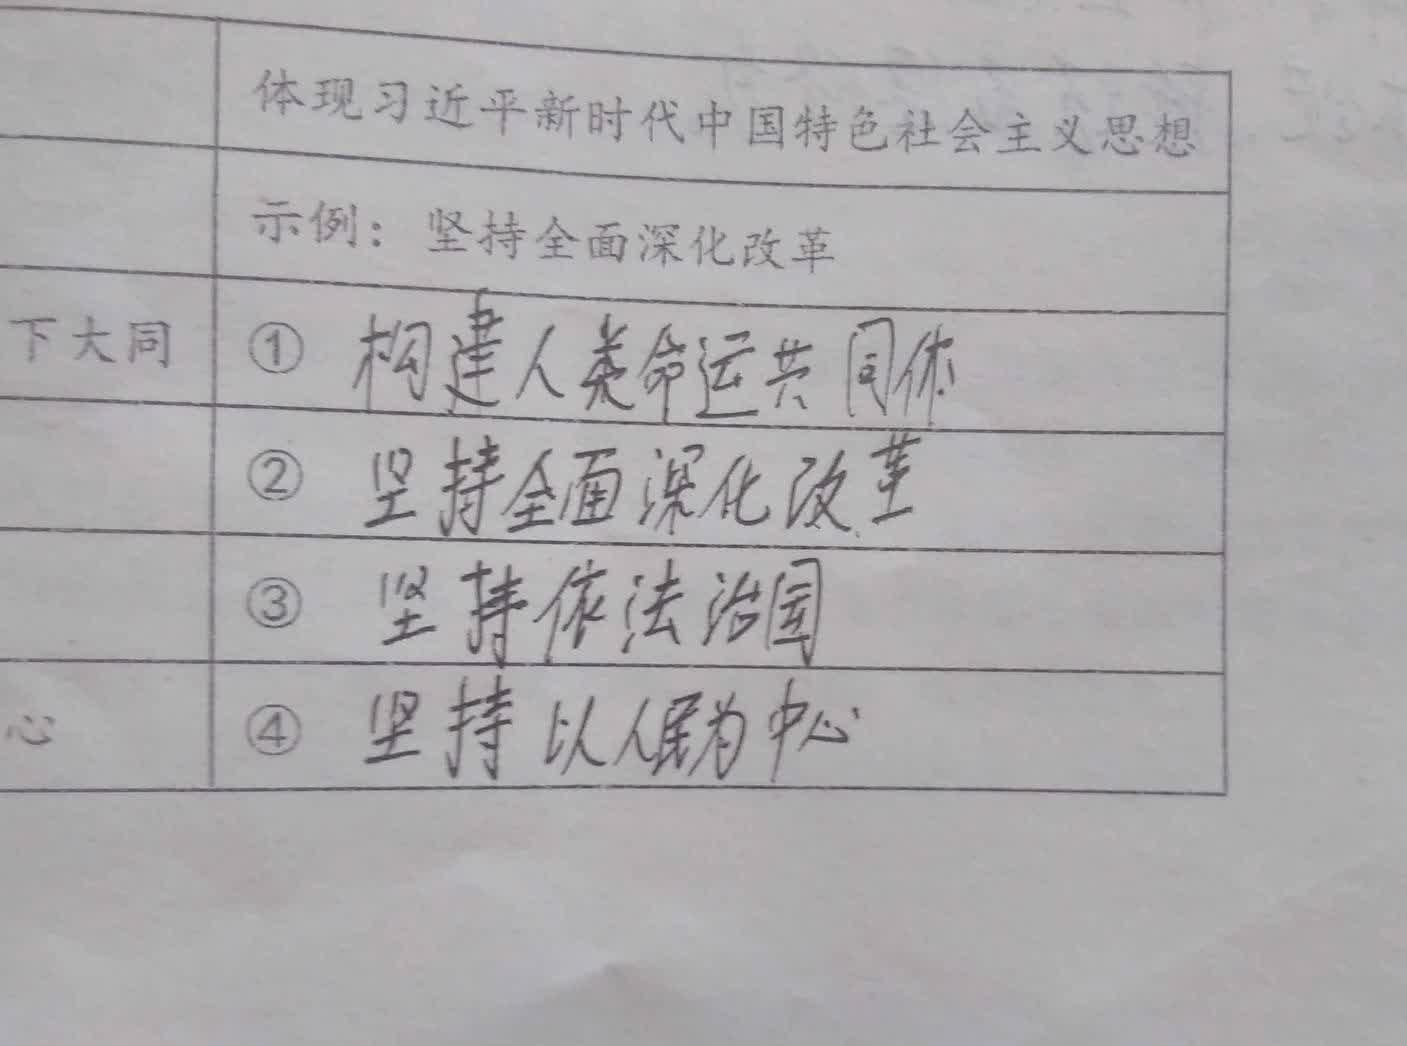 体现习近平新时代中国特色社会主义思想
示例：坚持全面深化改革
下大同 ① 构建人类命运共同体
② 坚持全面深化改革
③ 坚持依法治国
心 ④ 坚持以人民为中心